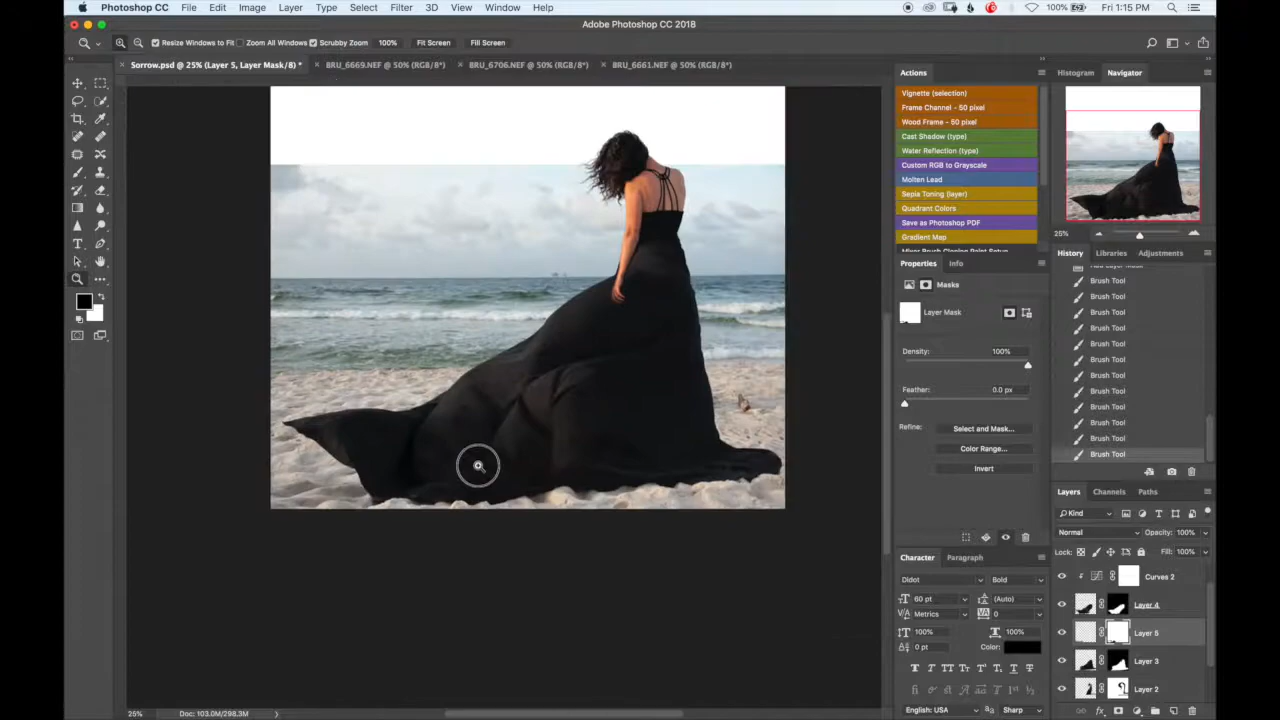 Photoshop CC File Edit Image Layer Type Select Filter 3D View Window Help 100% Fri 1:15 PM
Adobe Photoshop CC 2018
Resize Windows to Fit Zoom All Windows Scrubby Zoom 100% Fit Screen Fill Screen
Sorrow.psd @ 25% (Layer 5, Layer Mask/8) * BRU_6669.NEF @ 50% (RGB/8*) BRU_6706.NEF @ 50% (RGB/8*) BRU_6661.NEF @ 50% (RGB/8*)
Actions
Vignette (selection)
Frame Channel - 50 pixel
Wood Frame - 50 pixel
Cast Shadow (type)
Water Reflection (type)
Custom RGB to Grayscale
Molten Lead
Sepia Toning (layer)
Quadrant Colors
Save as Photoshop PDF
Gradient Map
Mixer Brush Cloning Paint Setup
Histogram Navigator
25%
Properties Info
Masks
Layer Mask
Density: 100%
Feather: 0.0 px
Refine: Select and Mask...
Color Range...
Invert
History Libraries Adjustments
Add Layer Mask
Brush Tool
Brush Tool
Brush Tool
Brush Tool
Brush Tool
Brush Tool
Brush Tool
Brush Tool
Brush Tool
Brush Tool
Brush Tool
Brush Tool
Character Paragraph
Didot Bold
60 pt (Auto)
Metrics 0
100% 100%
0 pt Color:
English: USA Sharp
Layers Channels Paths
Kind
Normal Opacity: 100%
Lock: Fill: 100%
Curves 2
Layer 4
Layer 5
Layer 3
Layer 2
25% Doc: 103.0M/298.3M